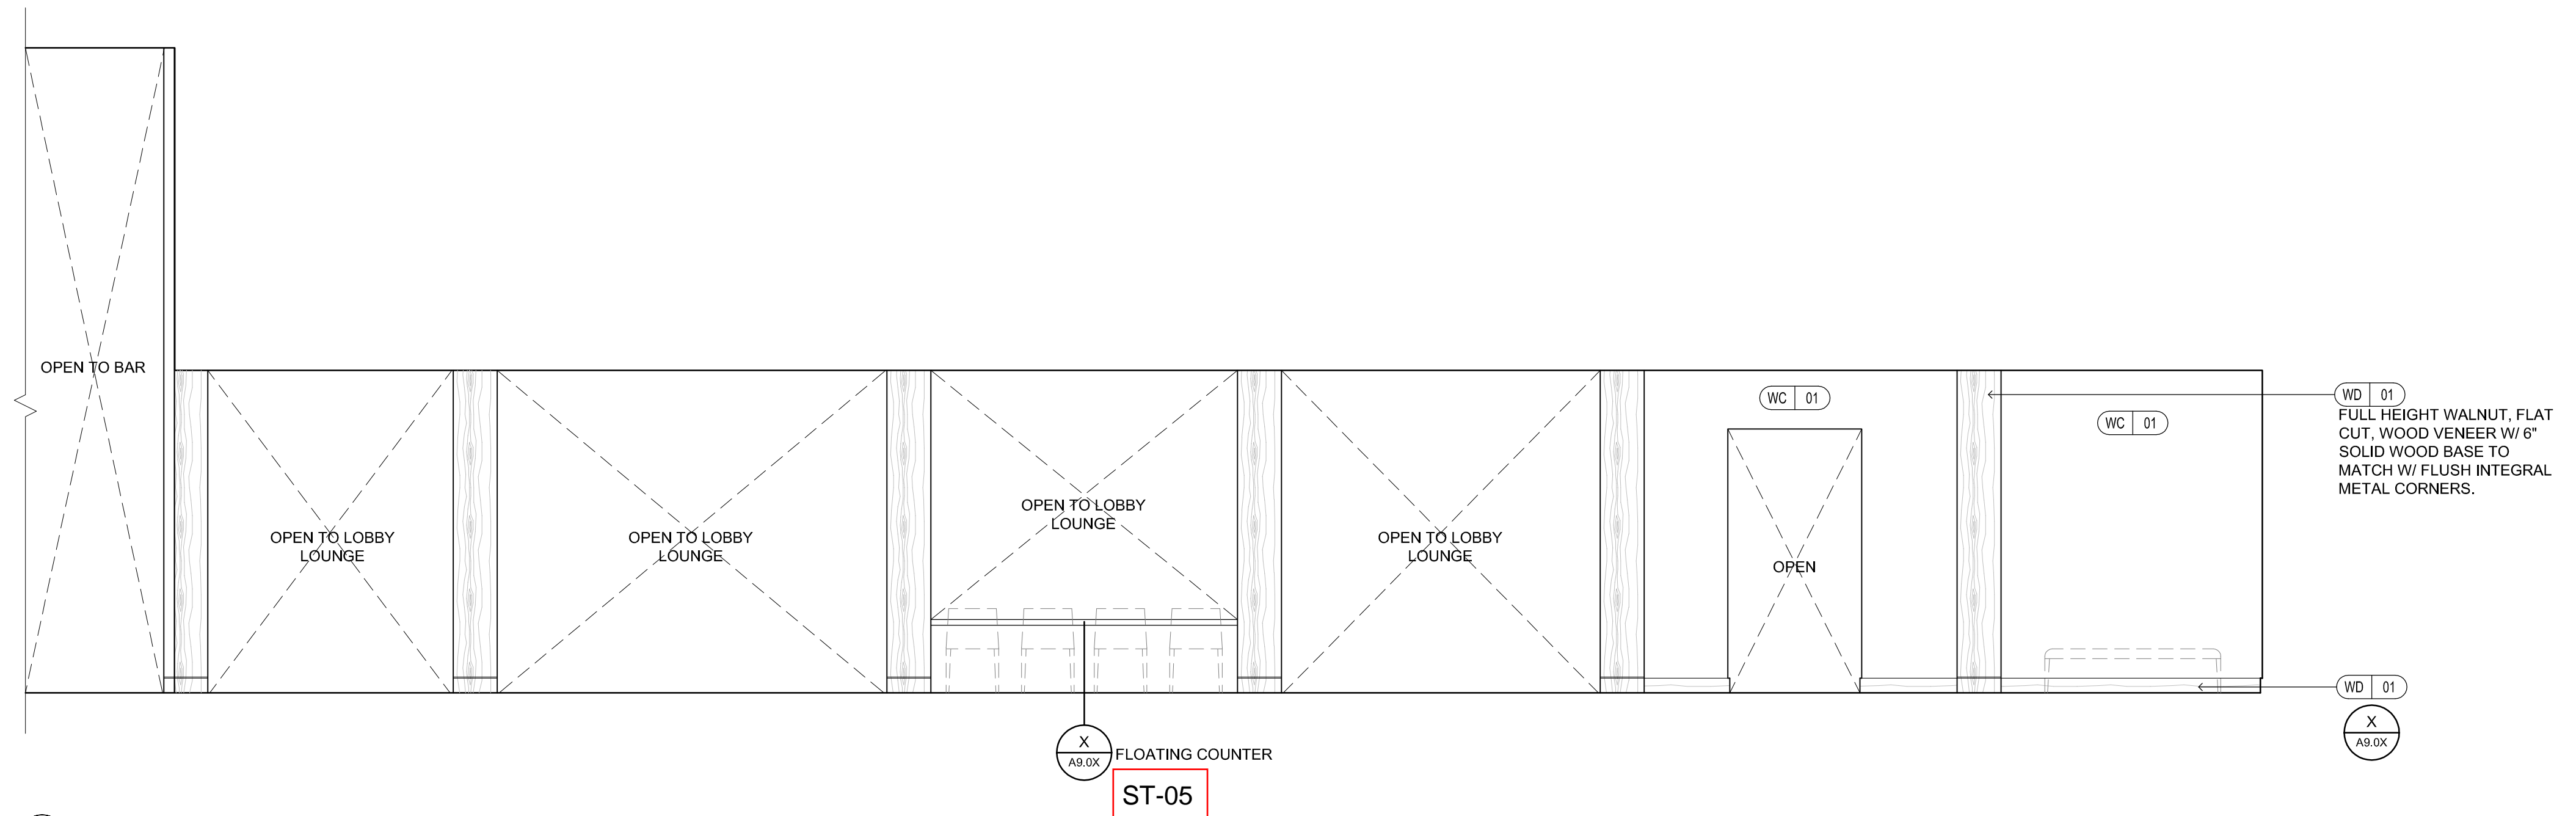 OPEN TO BAR
OPEN TO LOBBY
LOUNGE
OPEN TO LOBBY
LOUNGE
OPEN TO LOBBY
LOUNGE
OPEN TO LOBBY
LOUNGE
WC 01
OPEN
WC 01
WD 01
FULL HEIGHT WALNUT, FLAT
CUT, WOOD VENEER W/ 6"
SOLID WOOD BASE TO
MATCH W/ FLUSH INTEGRAL
METAL CORNERS.
WD 01
X
A9.0X
X
A9.0X
FLOATING COUNTER
ST-05